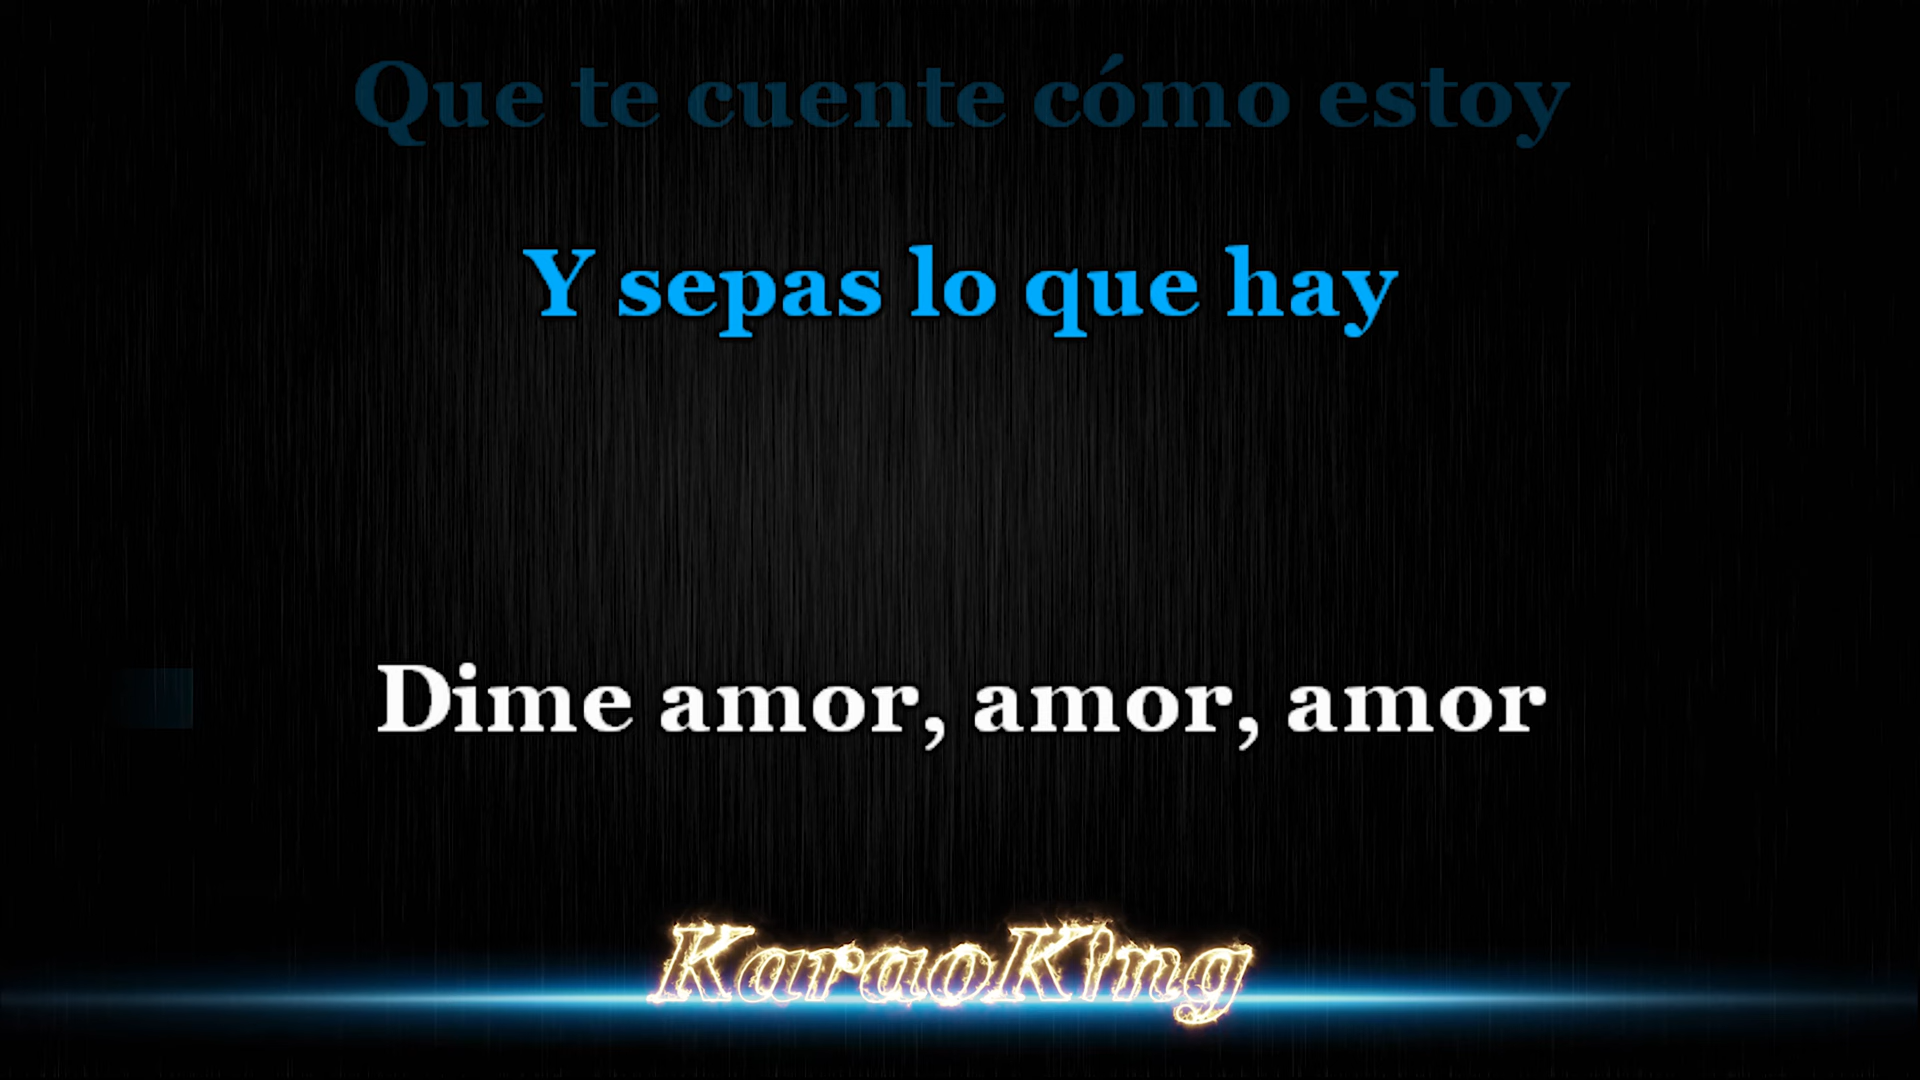 Que te cuente cómo estoy
Y sepas lo que hay
Dime amor, amor, amor
KaraoKing